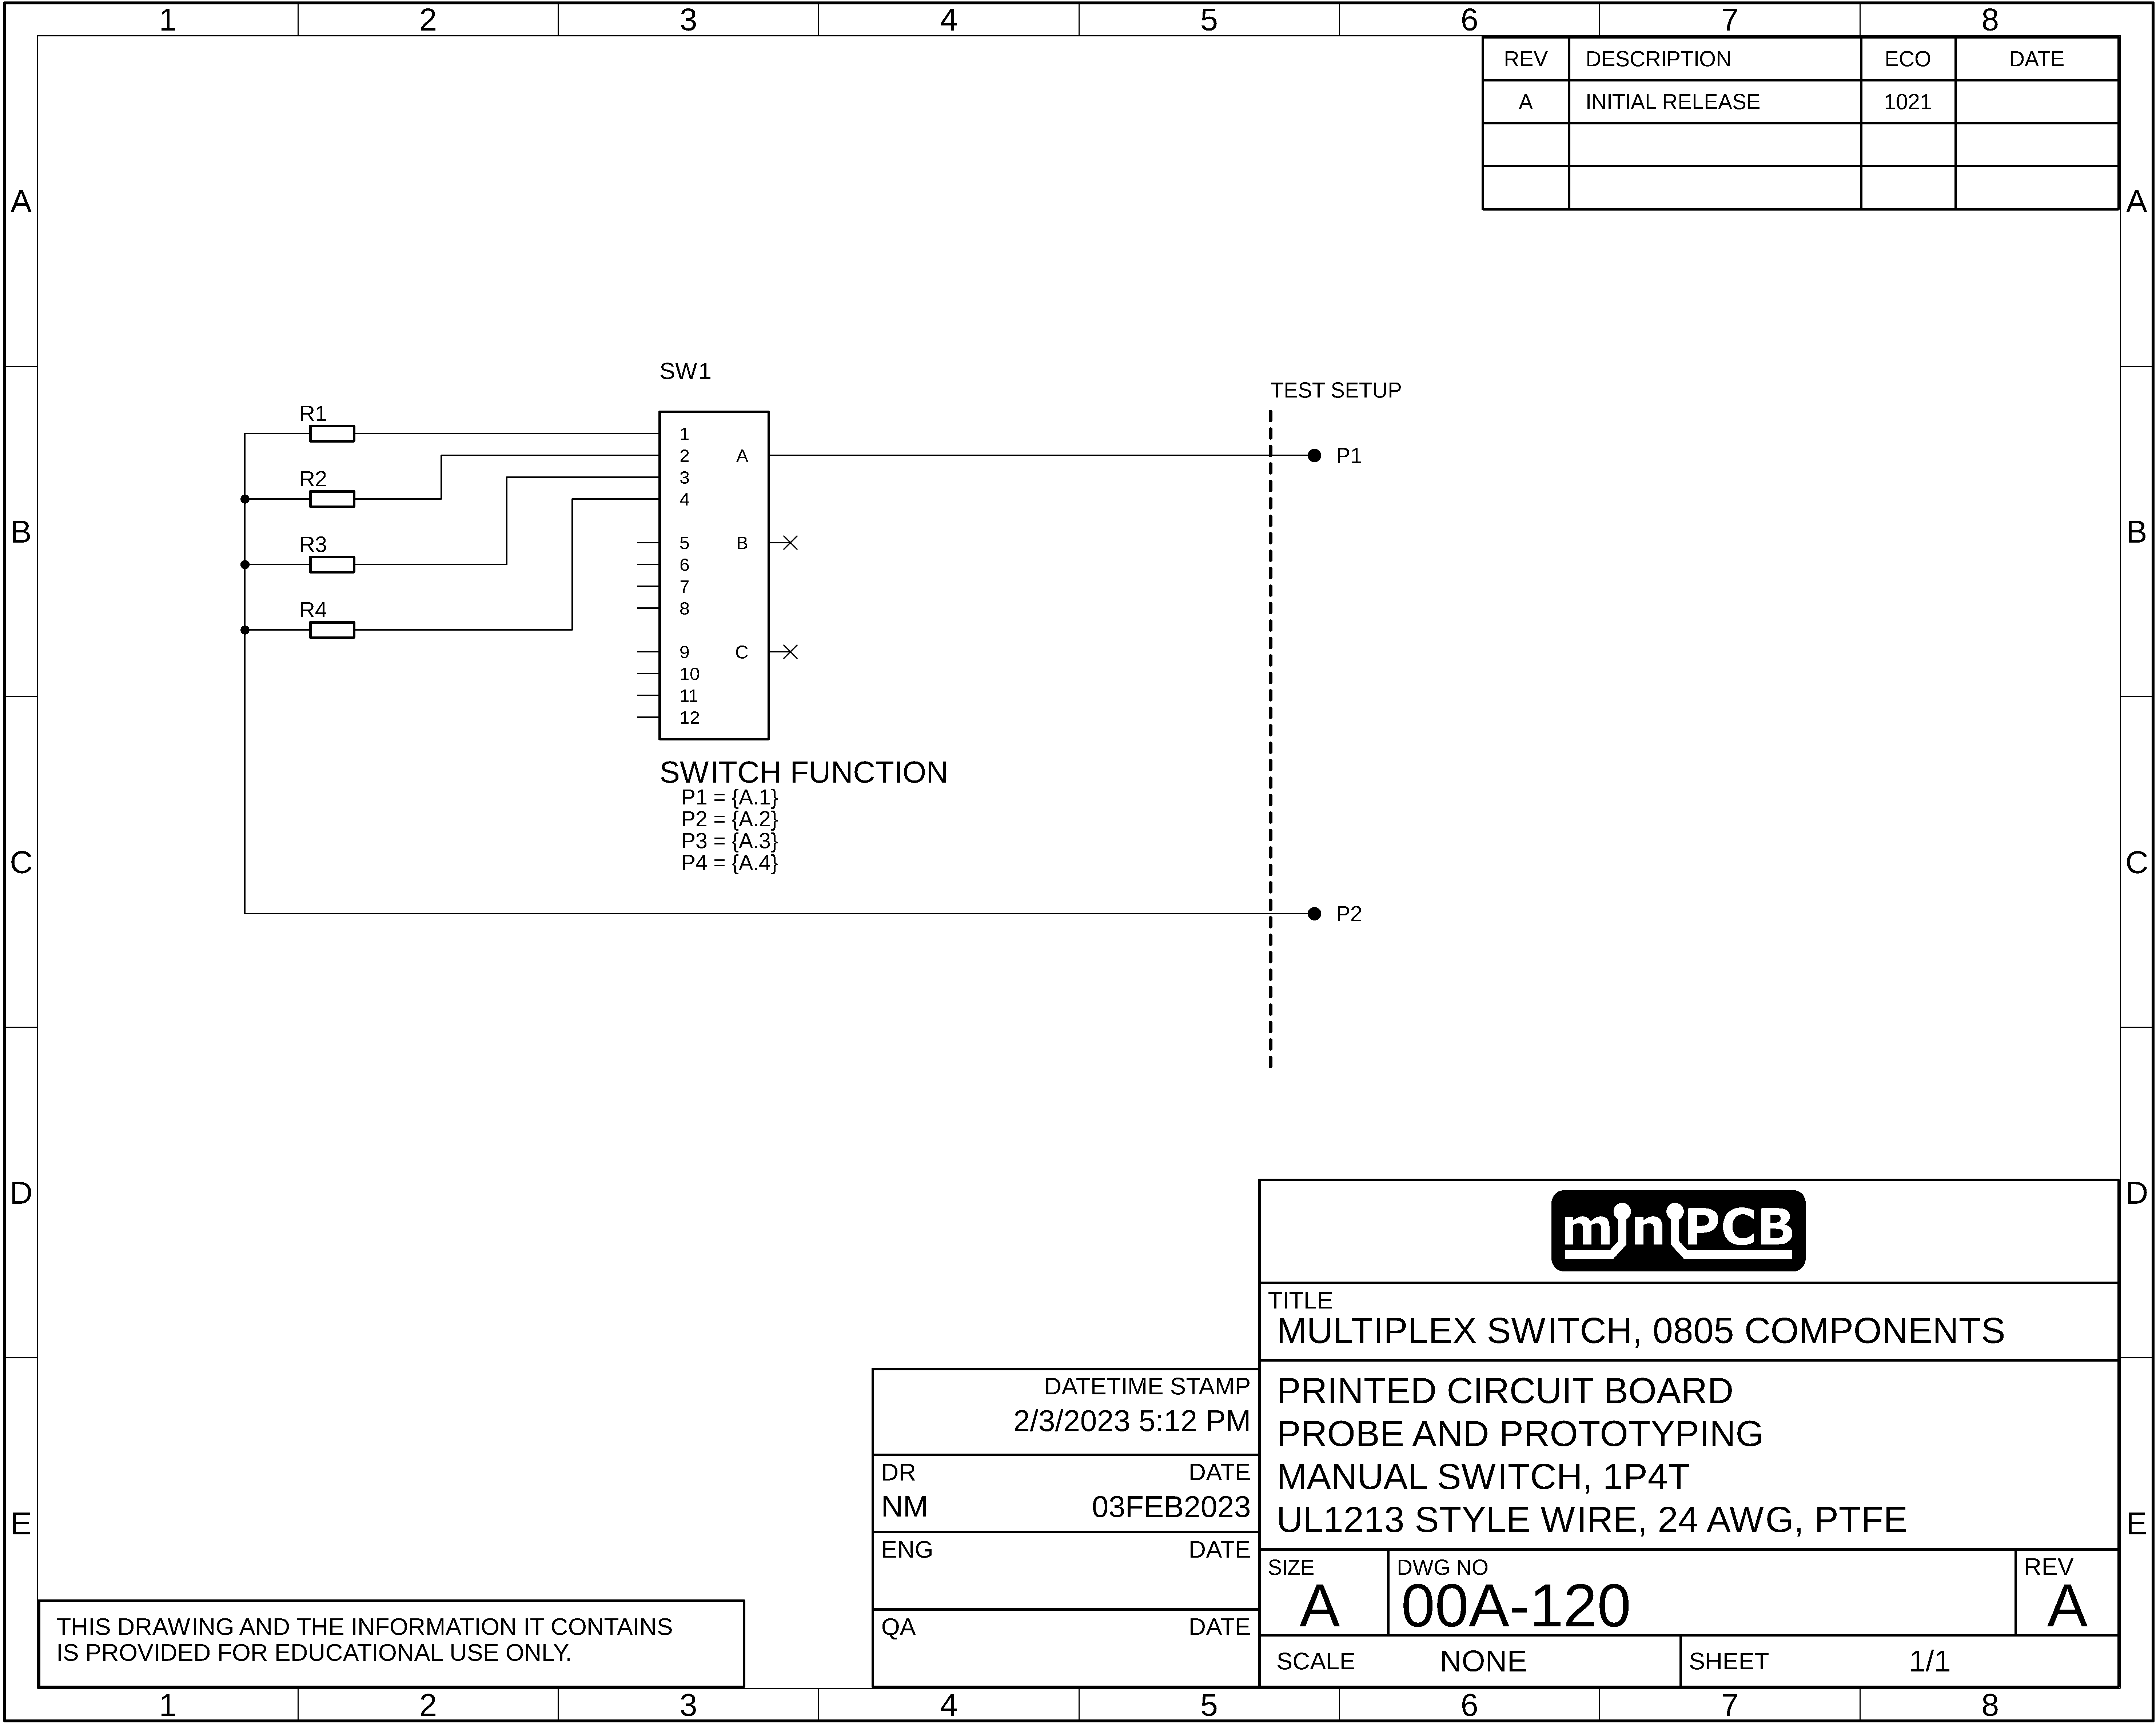 1 2 3 4 5 6 7 8
REV DESCRIPTION ECO DATE
A INITIAL RELEASE 1021
A A
SW1
TEST SETUP
R1
1
2 A P1
R2
3
4
B B
R3
5 B
6
7
R4
8
9 C
10
11
12
SWITCH FUNCTION
P1 = {A.1}
P2 = {A.2}
P3 = {A.3}
P4 = {A.4}
C C
P2
D D
miniPCB
TITLE
MULTIPLEX SWITCH, 0805 COMPONENTS
PRINTED CIRCUIT BOARD
PROBE AND PROTOTYPING
MANUAL SWITCH, 1P4T
UL1213 STYLE WIRE, 24 AWG, PTFE
DATETIME STAMP
2/3/2023 5:12 PM
DR DATE
NM 03FEB2023
E E
ENG DATE
QA DATE
SIZE DWG NO REV
A 00A-120 A
SCALE NONE SHEET 1/1
THIS DRAWING AND THE INFORMATION IT CONTAINS
IS PROVIDED FOR EDUCATIONAL USE ONLY.
1 2 3 4 5 6 7 8